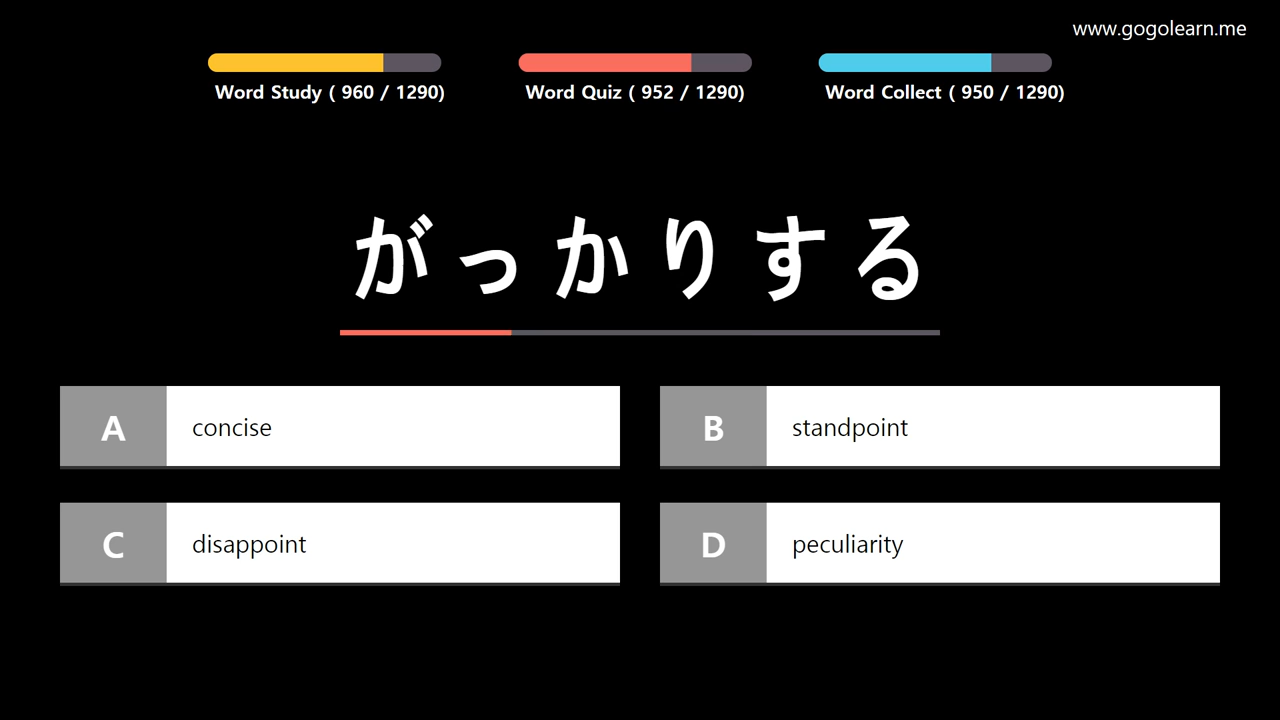 www.gogolearn.me
Word Study ( 960 / 1290)
Word Quiz ( 952 / 1290)
Word Collect ( 950 / 1290)
がっかりする
A concise
B standpoint
C disappoint
D peculiarity